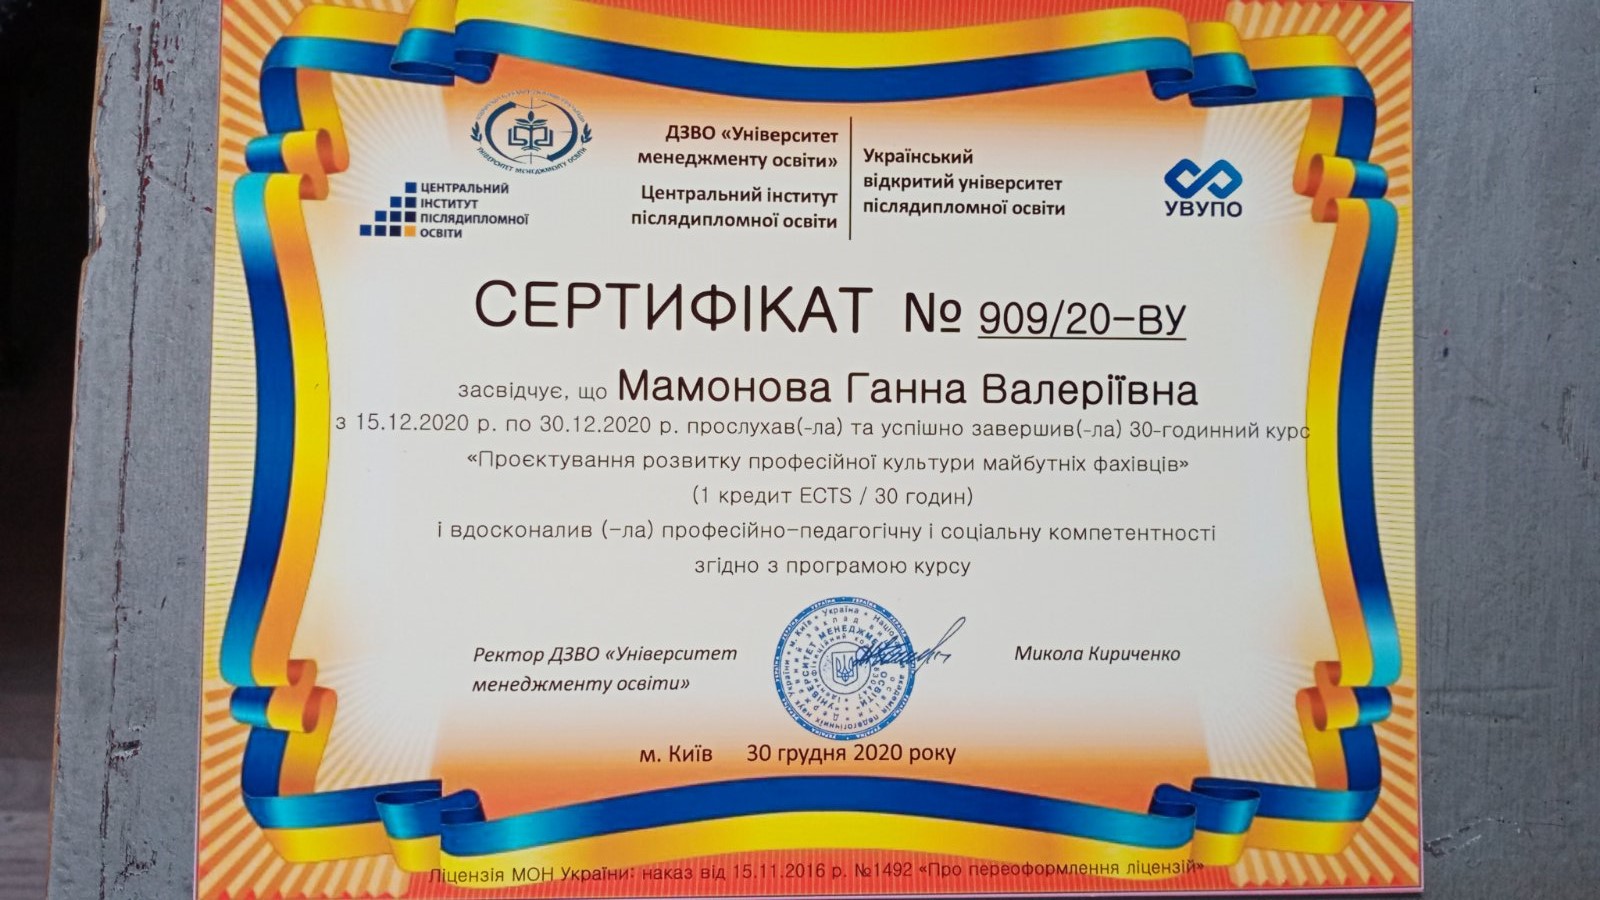 УНІВЕРСИТЕТ МЕНЕДЖМЕНТУ ОСВІТИ
ЦЕНТРАЛЬНИЙ
ІНСТИТУТ
ПІСЛЯДИПЛОМНОЇ
ОСВІТИ
ДЗВО «Університет
менеджменту освіти»
Центральний інститут
післядипломної освіти
Український
відкритий університет
післядипломної освіти
УВУПО
СЕРТИФІКАТ № 909/20-ВУ
засвідчує, що Мамонова Ганна Валеріївна
з 15.12.2020 р. по 30.12.2020 р. прослухав(-ла) та успішно завершив(-ла) 30-годинний курс
«Проєктування розвитку професійної культури майбутніх фахівців»
(1 кредит ECTS / 30 годин)
і вдосконалив (-ла) професійно-педагогічну і соціальну компетентності
згідно з програмою курсу
Ректор ДЗВО «Університет
менеджменту освіти»
Микола Кириченко
м. Київ 30 грудня 2020 року
Ліцензія МОН України: наказ від 15.11.2016 р. №1492 «Про переоформлення ліцензій»